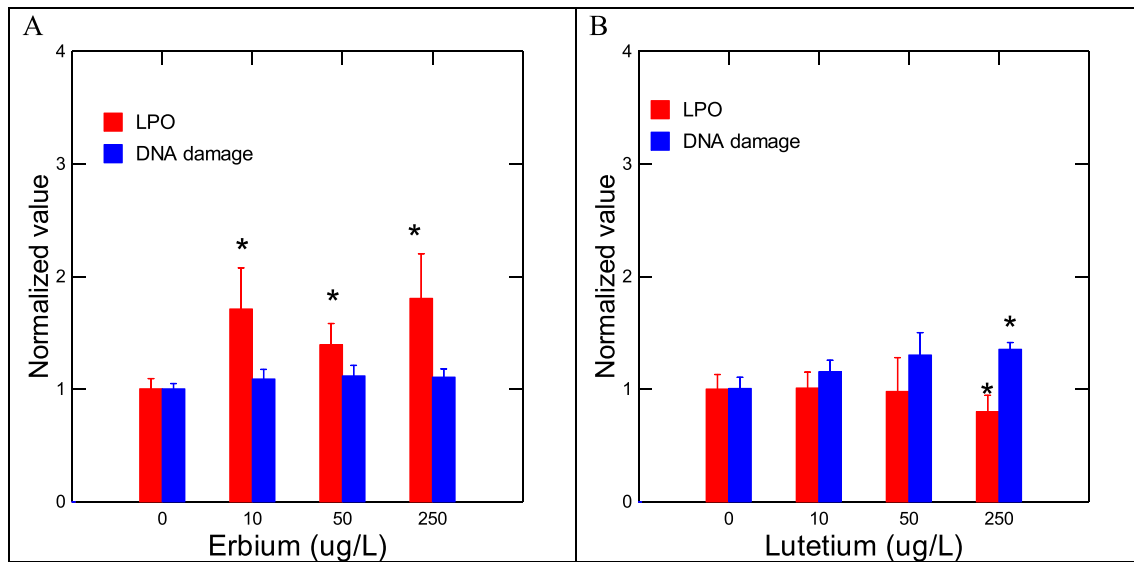 A
4
3
2
1
0
Normalized value
LPO
DNA damage
*
*
*
0 10 50 250
Erbium (ug/L)
B
4
3
2
1
0
Normalized value
LPO
DNA damage
*
*
0 10 50 250
Lutetium (ug/L)